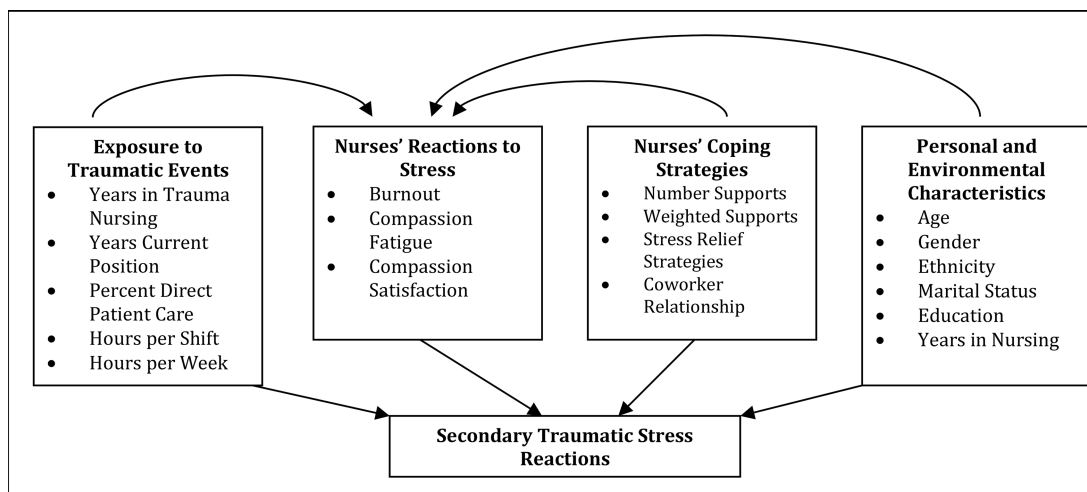 Exposure to
Traumatic Events
• Years in Trauma
Nursing
• Years Current
Position
• Percent Direct
Patient Care
• Hours per Shift
• Hours per Week
Nurses’ Reactions to
Stress
• Burnout
• Compassion
Fatigue
• Compassion
Satisfaction
Nurses’ Coping
Strategies
• Number Supports
• Weighted Supports
• Stress Relief
Strategies
• Coworker
Relationship
Personal and
Environmental
Characteristics
• Age
• Gender
• Ethnicity
• Marital Status
• Education
• Years in Nursing
Secondary Traumatic Stress
Reactions